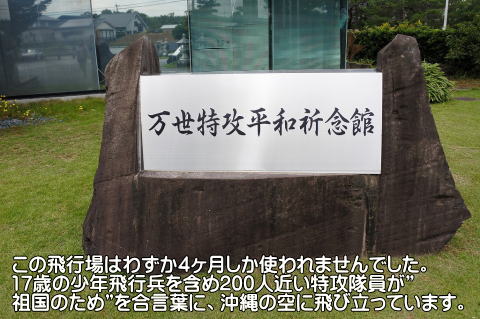 万世特攻平和祈念館
この飛行場はわずか4ヶ月しか使われませんでした。
17歳の少年飛行兵を含め200人近い特攻隊員が”
祖国のため”を合言葉に、沖縄の空に飛び立っています。